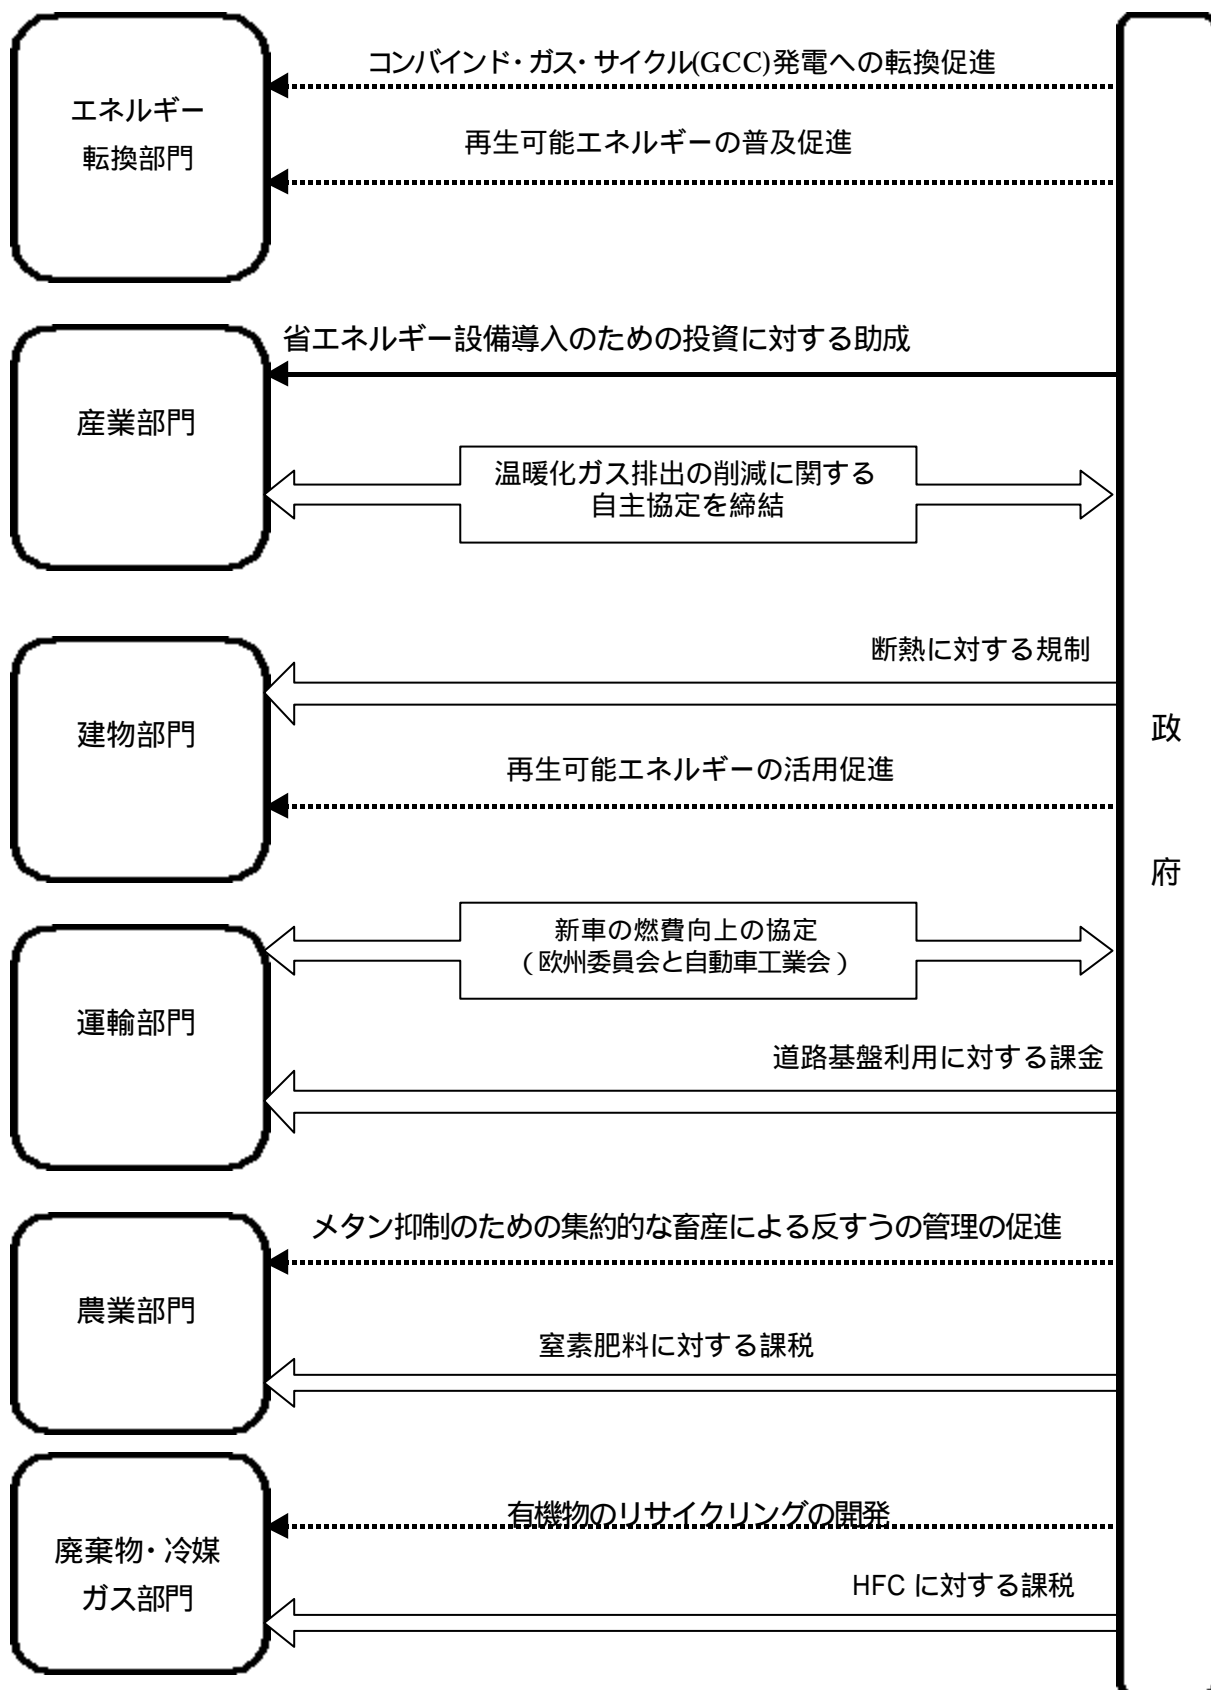 コンバインド・ガス・サイクル(GCC)発電への転換促進
エネルギー
転換部門
再生可能エネルギーの普及促進
省エネルギー設備導入のための投資に対する助成
産業部門
温暖化ガス排出の削減に関する
自主協定を締結
断熱に対する規制
建物部門
再生可能エネルギーの活用促進
政
府
新車の燃費向上の協定
(欧州委員会と自動車工業会)
運輸部門
道路基盤利用に対する課金
メタン抑制のための集約的な畜産による反すうの管理の促進
農業部門
窒素肥料に対する課税
有機物のリサイクリングの開発
廃棄物・冷媒
ガス部門
HFC に対する課税